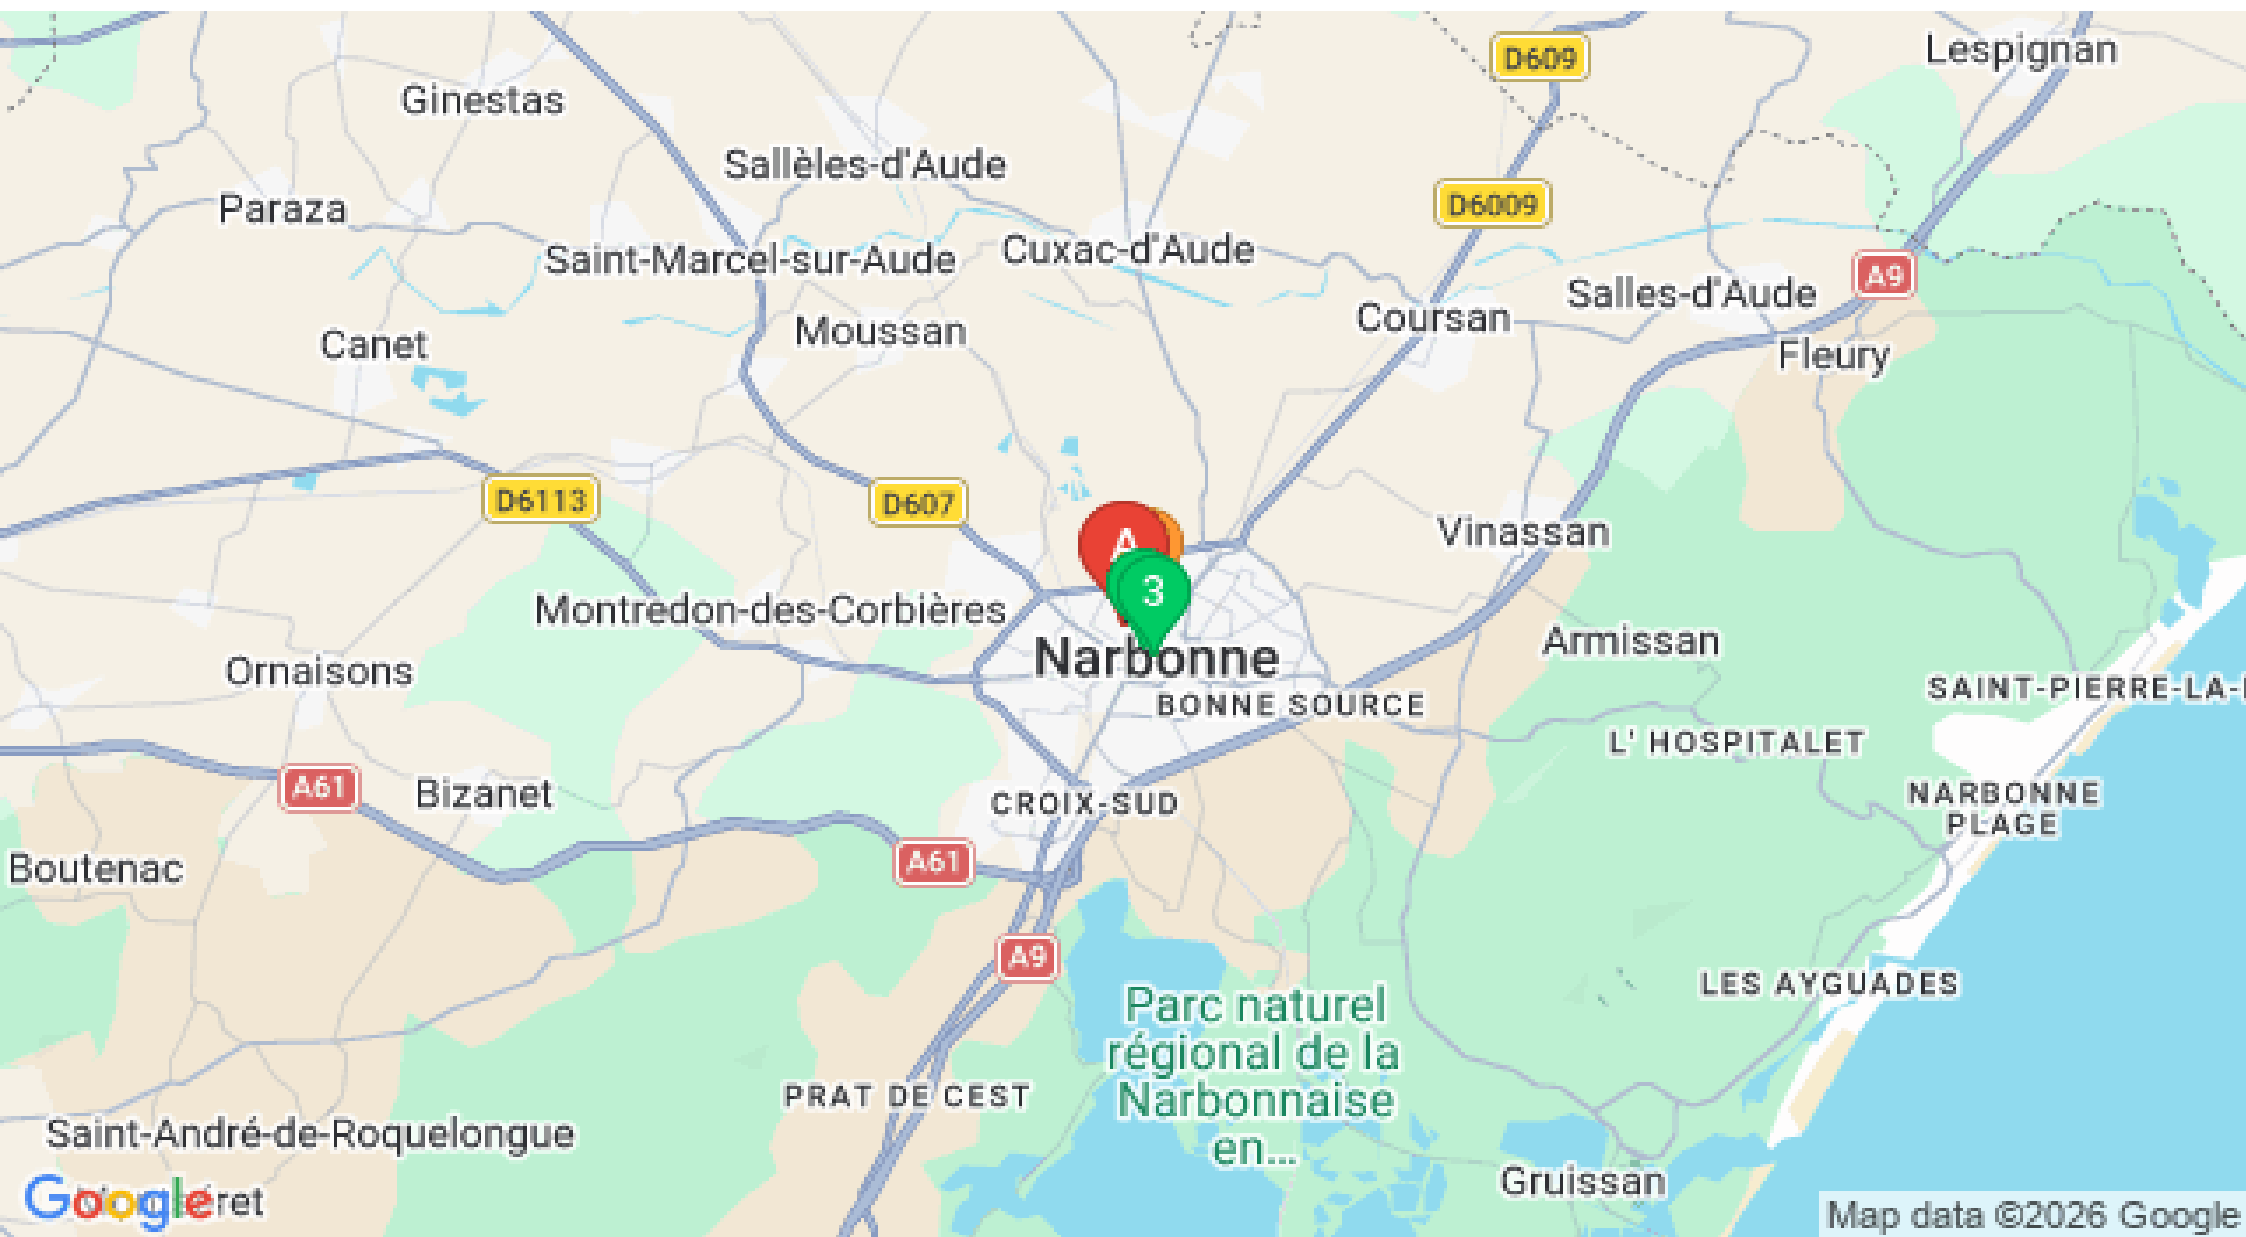 D609
Lespignan
Ginestas
Sallèles-d'Aude
D6009
Paraza
Cuxac-d'Aude
Saint-Marcel-sur-Aude
A9
Salles-d'Aude
Coursan
Moussan
Canet
Fleury
D6113
D607
Vinassan
A
3
Montredon-des-Corbières
Armissan
Narbonne
Ornaisons
SAINT-PIERRE-LA-
BONNE SOURCE
L' HOSPITALET
A61
Bizanet
NARBONNE
PLAGE
CROIX-SUD
A61
Boutenac
A9
LES AYGUADES
Parc naturel
régional de la
Narbonnaise
en...
PRAT DE CEST
Saint-André-de-Roquelongue
Gruissan
Google
ret
Map data ©2026 Google